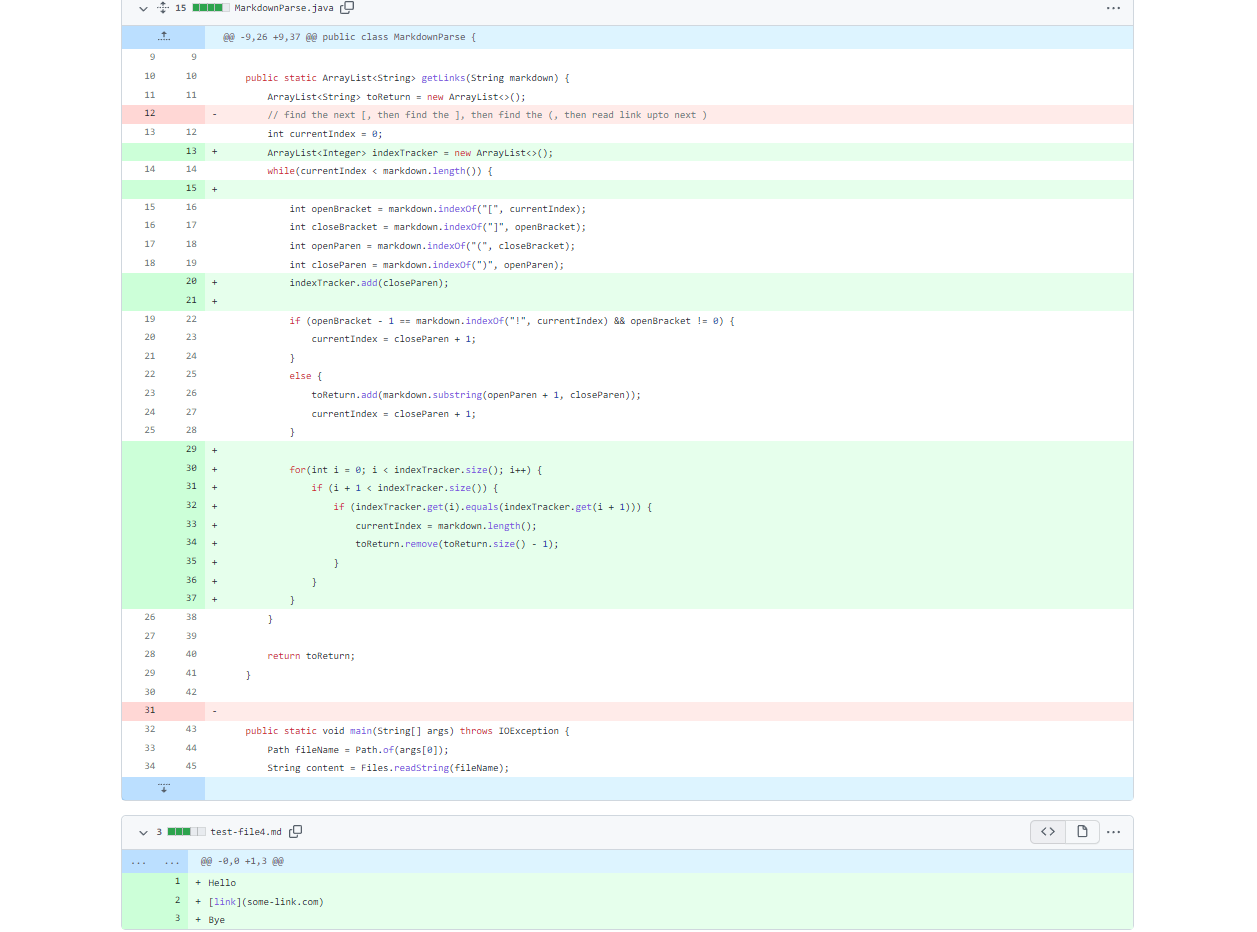 15 MarkdownParse.java
@@ -9,26 +9,37 @@ public class MarkdownParse {
9 9
10 10 public static ArrayList<String> getLinks(String markdown) {
11 11 ArrayList<String> toReturn = new ArrayList<>();
12 - // find the next [, then find the ], then find the (, then read link upto next )
13 12 int currentIndex = 0;
13 + ArrayList<Integer> indexTracker = new ArrayList<>();
14 14 while(currentIndex < markdown.length()) {
15 +
15 16 int openBracket = markdown.indexOf("[", currentIndex);
16 17 int closeBracket = markdown.indexOf("]", openBracket);
17 18 int openParen = markdown.indexOf("(", closeBracket);
18 19 int closeParen = markdown.indexOf(")", openParen);
20 + indexTracker.add(closeParen);
21 +
19 22 if (openBracket - 1 == markdown.indexOf("!", currentIndex) && openBracket != 0) {
20 23 currentIndex = closeParen + 1;
21 24 }
22 25 else {
23 26 toReturn.add(markdown.substring(openParen + 1, closeParen));
24 27 currentIndex = closeParen + 1;
25 28 }
29 +
30 + for(int i = 0; i < indexTracker.size(); i++) {
31 + if (i + 1 < indexTracker.size()) {
32 + if (indexTracker.get(i).equals(indexTracker.get(i + 1))) {
33 + currentIndex = markdown.length();
34 + toReturn.remove(toReturn.size() - 1);
35 + }
36 + }
37 + }
26 38 }
27 39
28 40 return toReturn;
29 41 }
30 42
31 -
32 43 public static void main(String[] args) throws IOException {
33 44 Path fileName = Path.of(args[0]);
34 45 String content = Files.readString(fileName);
3 test-file4.md
... ... @@ -0,0 +1,3 @@
1 + Hello
2 + [link](some-link.com)
3 + Bye